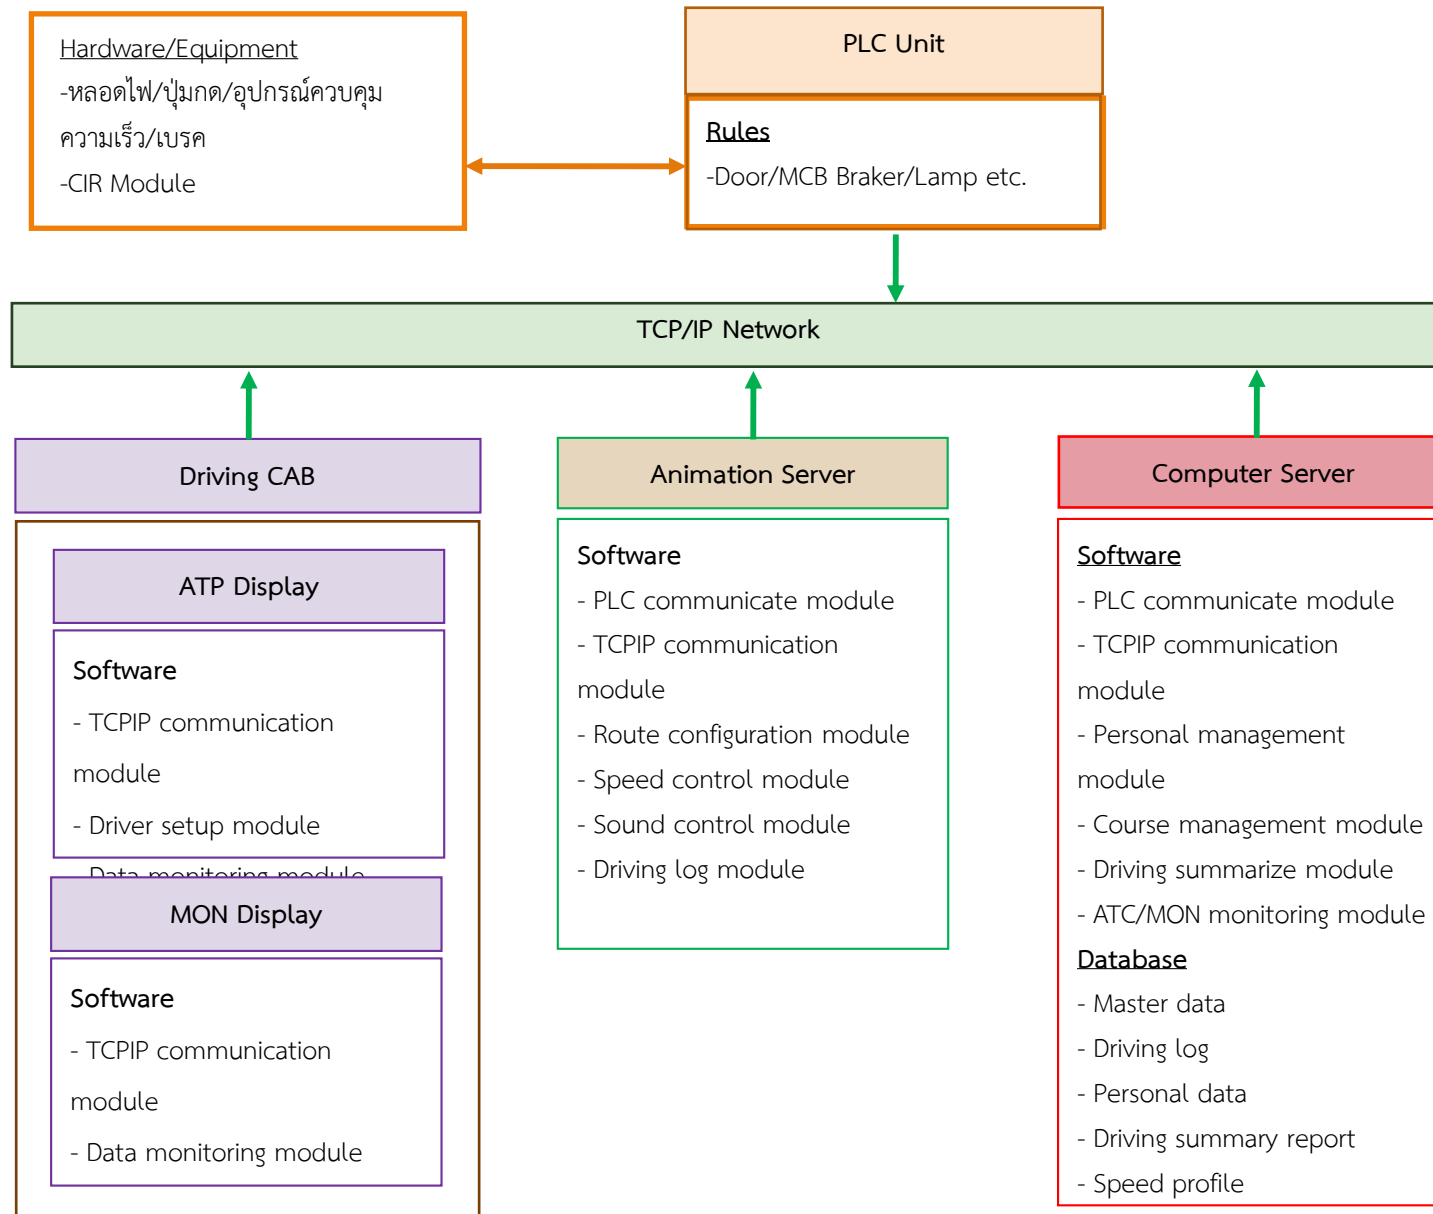 Hardware/Equipment
-หลอดไฟ/ปุ่มกด/อุปกรณ์ควบคุม
ความเร็ว/เบรค
-CIR Module
PLC Unit
Rules
-Door/MCB Braker/Lamp etc.
TCP/IP Network
Driving CAB
ATP Display
Software
- TCPIP communication
module
- Driver setup module
- Data monitoring module
MON Display
Software
- TCPIP communication
module
- Data monitoring module
Animation Server
Software
- PLC communicate module
- TCPIP communication
module
- Route configuration module
- Speed control module
- Sound control module
- Driving log module
Computer Server
Software
- PLC communicate module
- TCPIP communication
module
- Personal management
module
- Course management module
- Driving summarize module
- ATC/MON monitoring module
Database
- Master data
- Driving log
- Personal data
- Driving summary report
- Speed profile